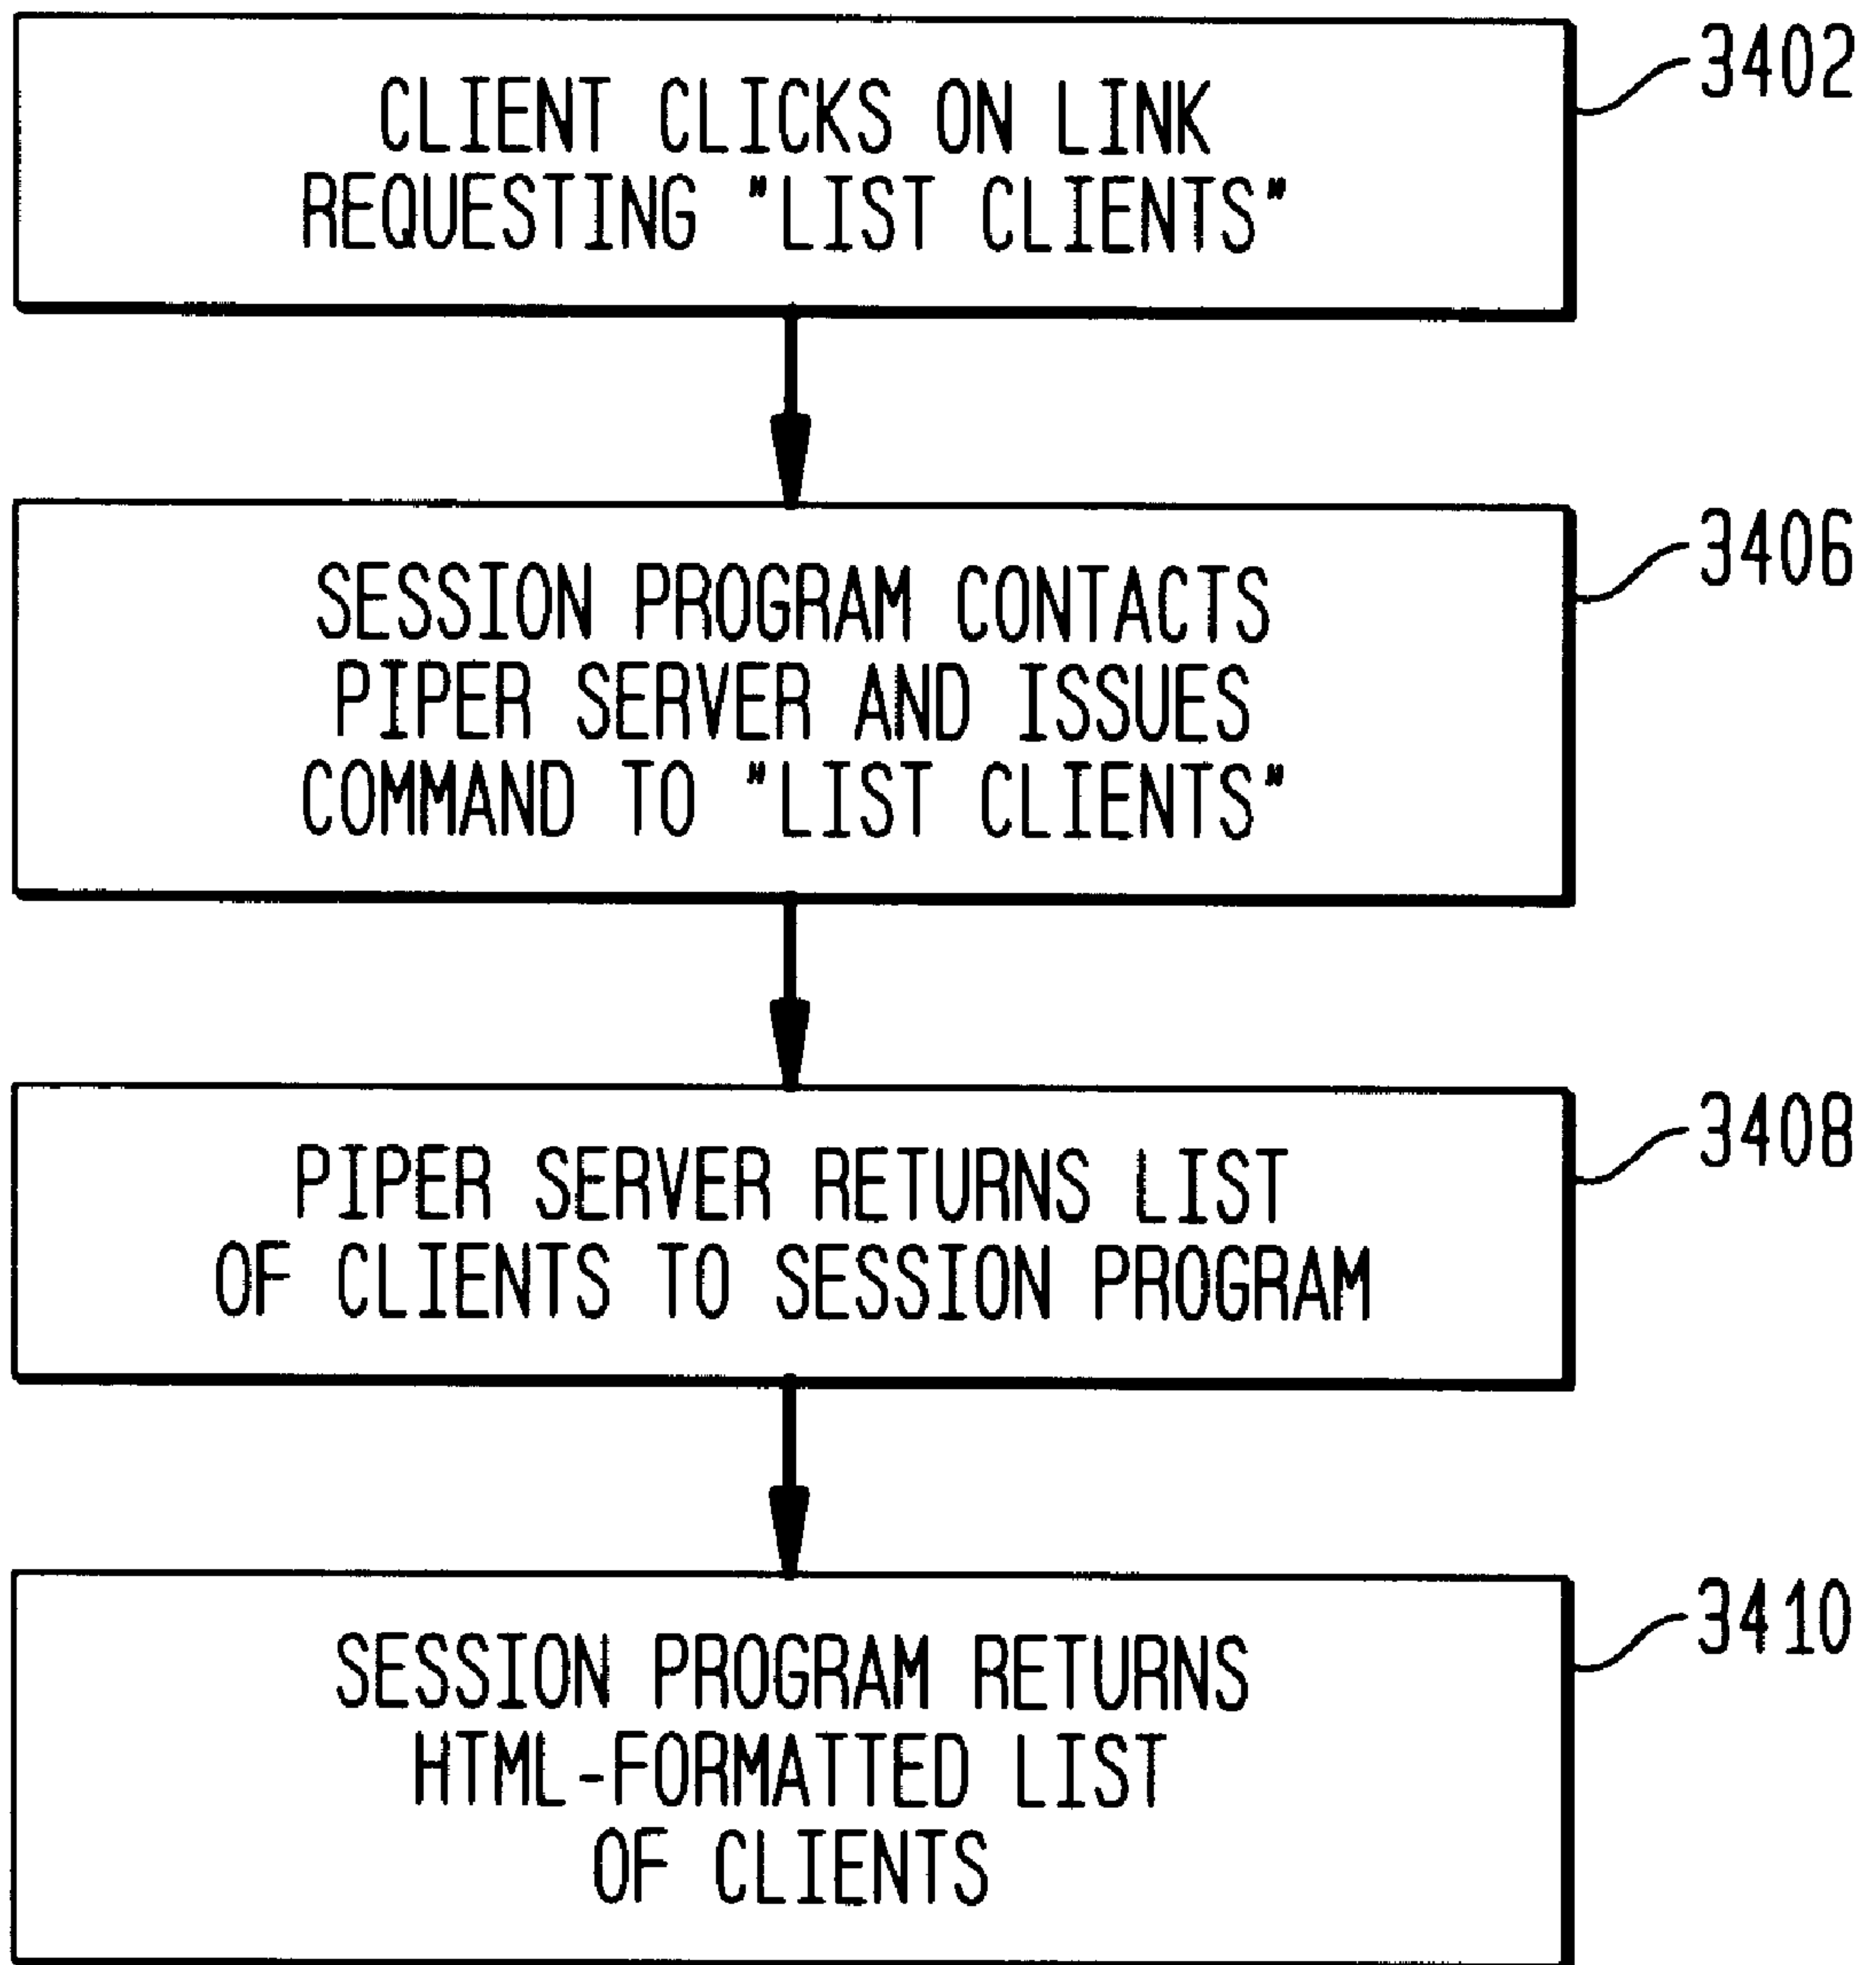 CLIENT CLICKS ON LINK
REQUESTING "LIST CLIENTS"
3402
SESSION PROGRAM CONTACTS
PIPER SERVER AND ISSUES
COMMAND TO "LIST CLIENTS"
3406
PIPER SERVER RETURNS LIST
OF CLIENTS TO SESSION PROGRAM
3408
SESSION PROGRAM RETURNS
HTML-FORMATTED LIST
OF CLIENTS
3410